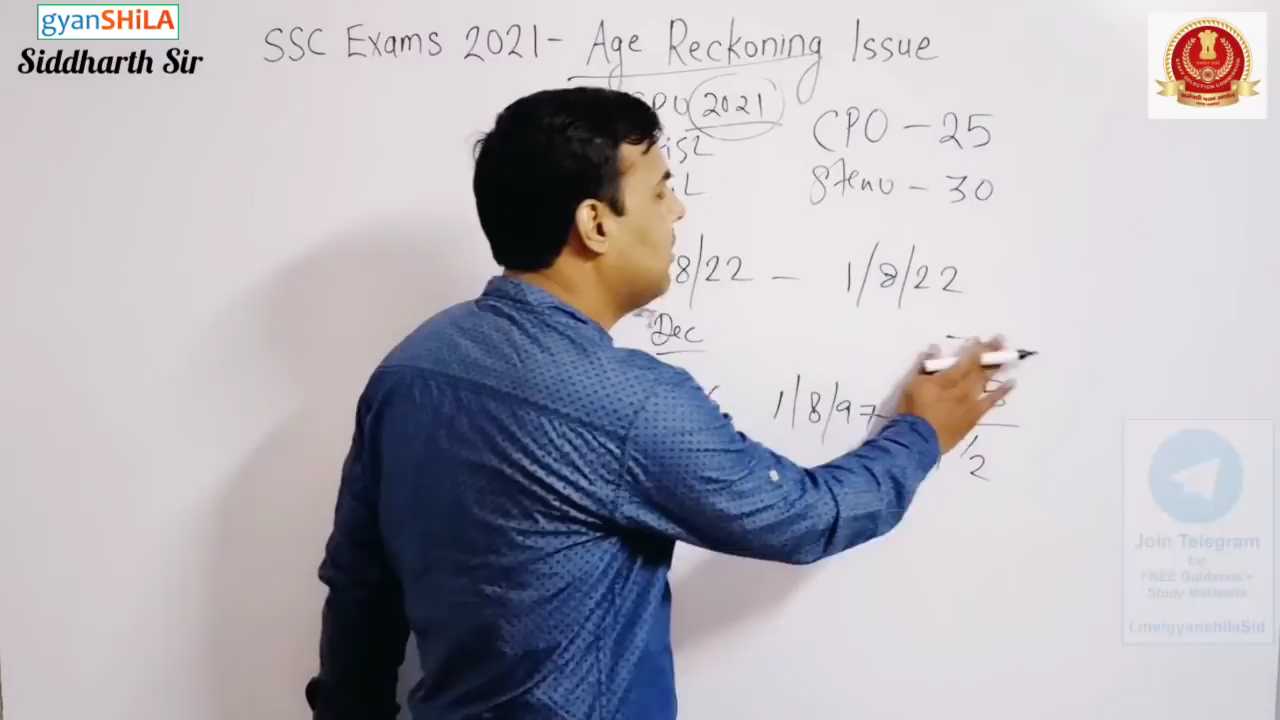 gyanSHiLA
Siddharth Sir
SSC Exams 2021- Age Reckoning Issue
2021
CPO - 25
Steno - 30
8/22 - 1/8/22
Dec
1/8/97
1/2
Join Telegram
for
FREE Guidance+
Study Materials
t.me/gyanshilaSid